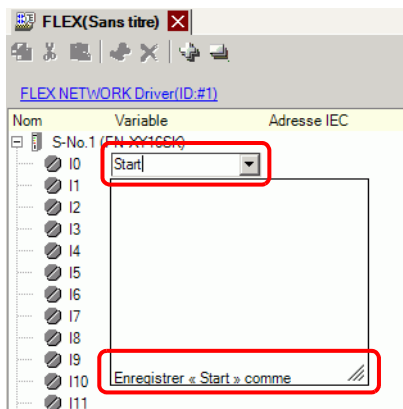 FLEX(Sans titre)
FLEX NETWORK Driver(ID:#1)
Nom Variable Adresse IEC
S-No.1 (FN-XY16SK)
I0 Start
I1
I2
I3
I4
I5
I6
I7
I8
I9
I10 Enregistrer « Start » comme
I11